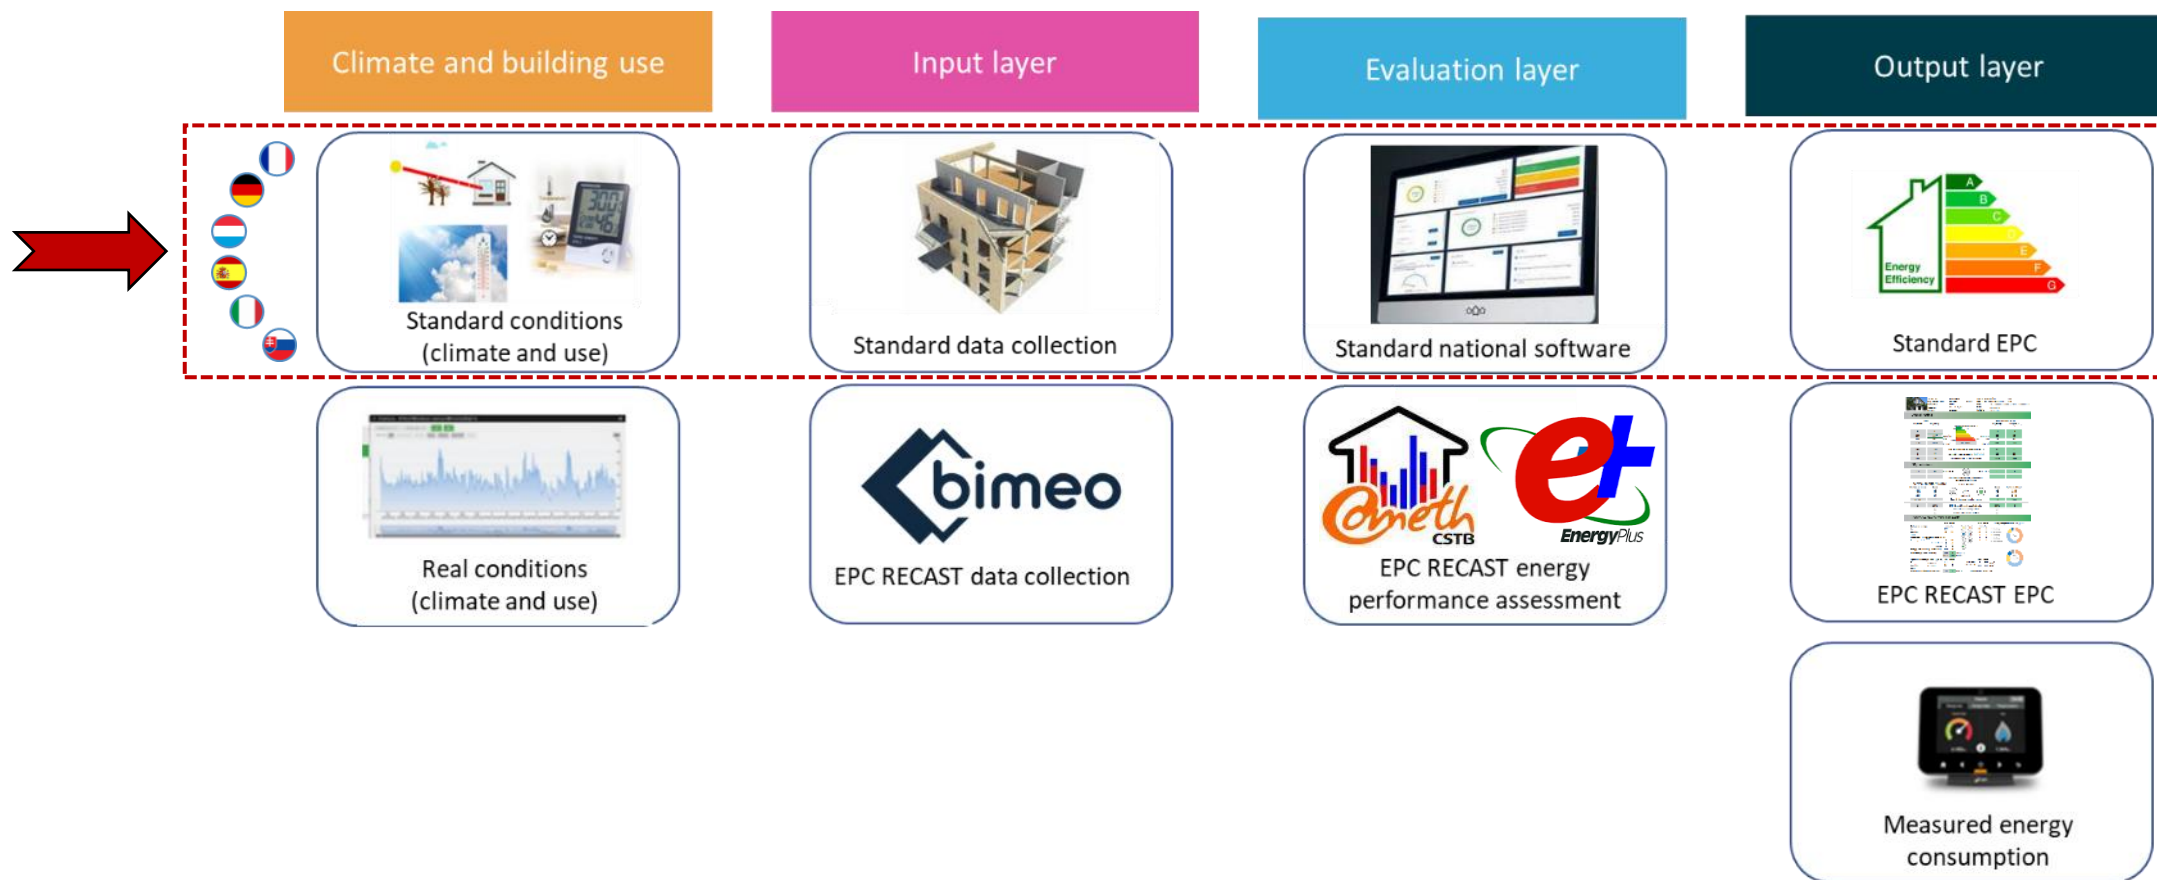 Climate and building use
Input layer
Evaluation layer
Output layer
Standard conditions
(climate and use)
Standard data collection
Standard national software
A
B
C
D
E
F
G
Energy
Efficiency
Standard EPC
Real conditions
(climate and use)
bimeo
EPC RECAST data collection
Cometh
CSTB
e+
EnergyPlus
EPC RECAST energy
performance assessment
EPC RECAST EPC
Measured energy
consumption